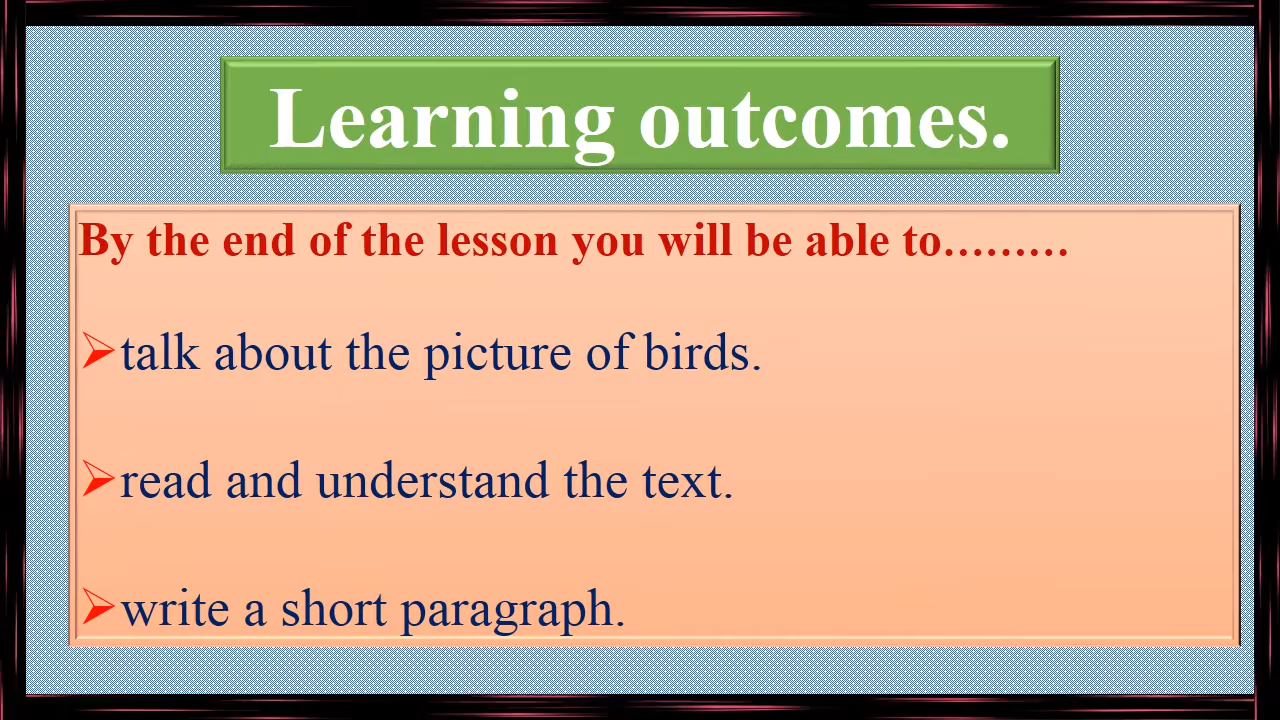 Learning outcomes.
By the end of the lesson you will be able to………
➢talk about the picture of birds.
➢read and understand the text.
➢write a short paragraph.